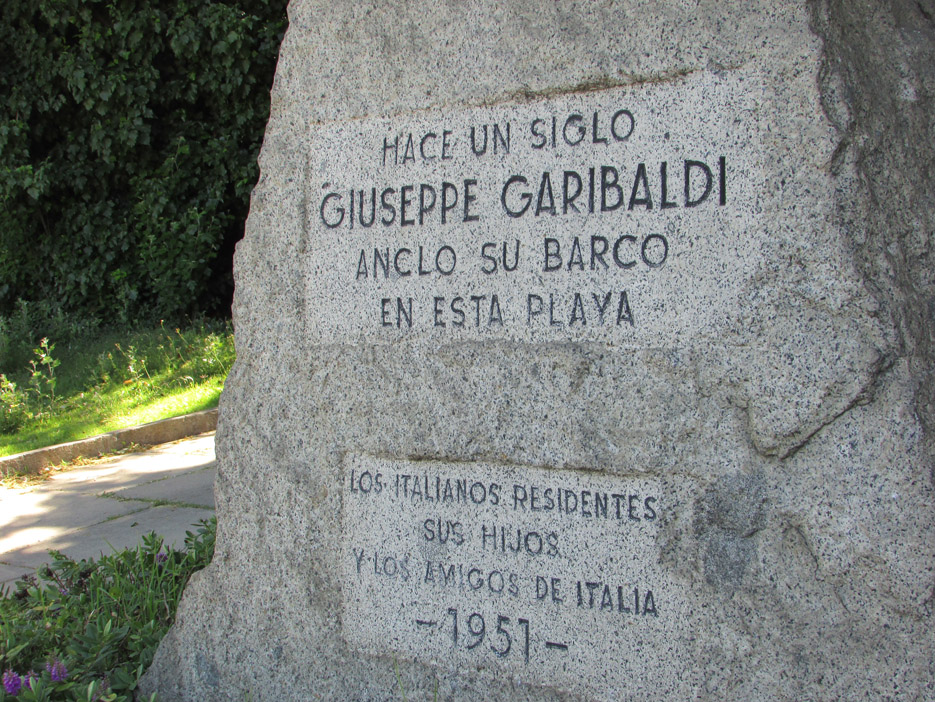 HACE UN SIGLO
GIUSEPPE GARIBALDI
ANCLO SU BARCO
EN ESTA PLAYA
LOS ITALIANOS RESIDENTES
SUS HIJOS
Y LOS AMIGOS DE ITALIA
-1951-